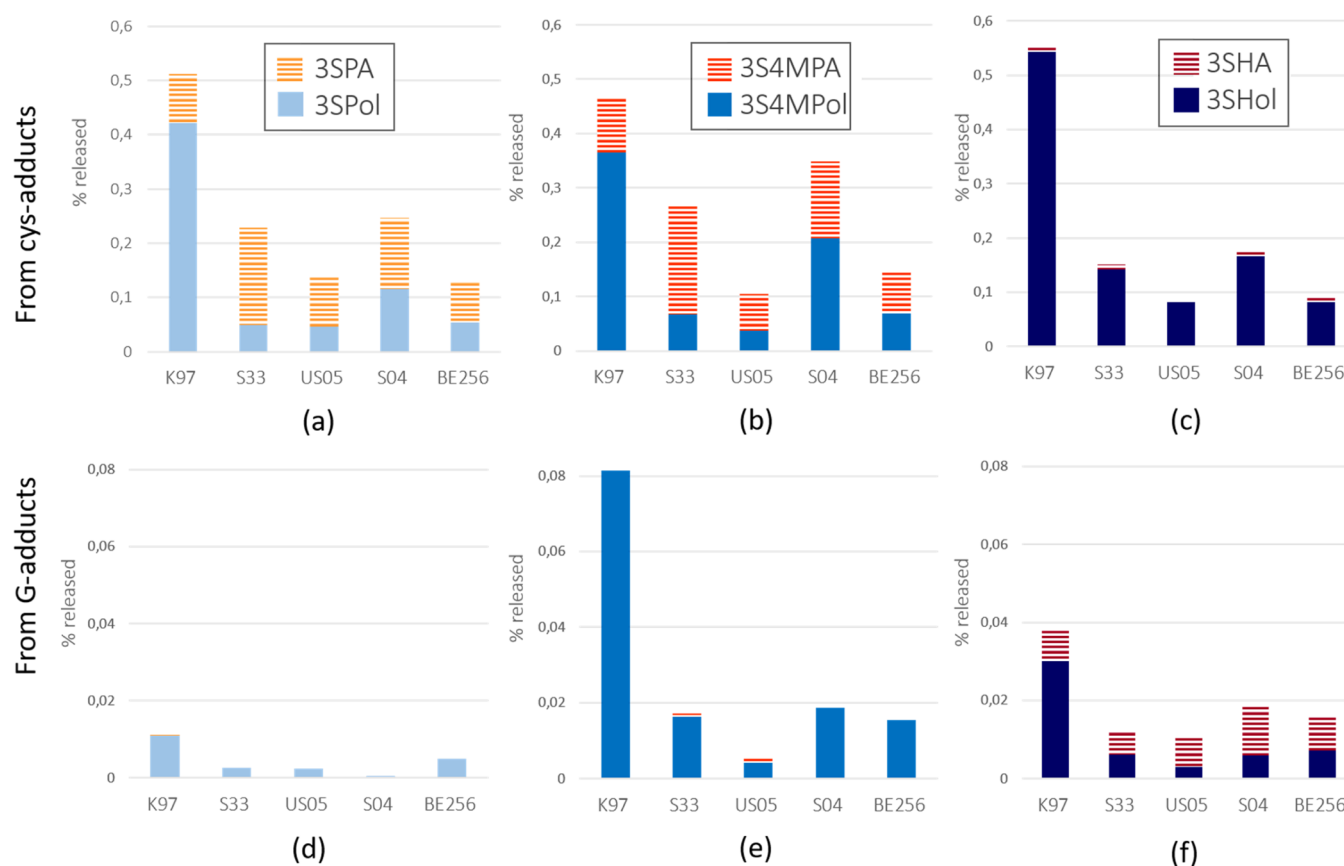 From cys-adducts
% released
0,6
0,5
0,4
0,3
0,2
0,1
0
3SPA
3SPol
K97 S33 US05 S04 BE256
(a)
% released
0,6
0,5
0,4
0,3
0,2
0,1
0
3S4MPA
3S4MPol
K97 S33 US05 S04 BE256
(b)
% released
0,6
0,5
0,4
0,3
0,2
0,1
0
3SHA
3SHol
K97 S33 US05 S04 BE256
(c)
From G-adducts
% released
0,08
0,06
0,04
0,02
0
K97 S33 US05 S04 BE256
(d)
% released
0,08
0,06
0,04
0,02
0
K97 S33 US05 S04 BE256
(e)
% released
0,08
0,06
0,04
0,02
0
K97 S33 US05 S04 BE256
(f)